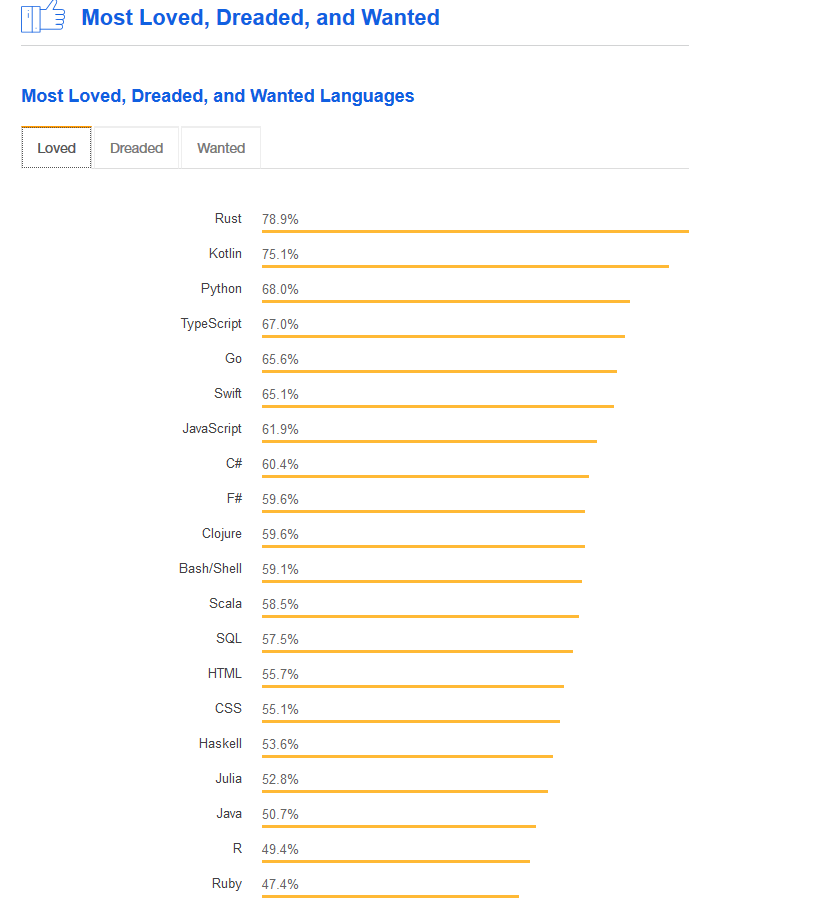 Most Loved, Dreaded, and Wanted
Most Loved, Dreaded, and Wanted Languages
Loved Dreaded Wanted
Rust 78.9%
Kotlin 75.1%
Python 68.0%
TypeScript 67.0%
Go 65.6%
Swift 65.1%
JavaScript 61.9%
C# 60.4%
F# 59.6%
Clojure 59.6%
Bash/Shell 59.1%
Scala 58.5%
SQL 57.5%
HTML 55.7%
CSS 55.1%
Haskell 53.6%
Julia 52.8%
Java 50.7%
R 49.4%
Ruby 47.4%